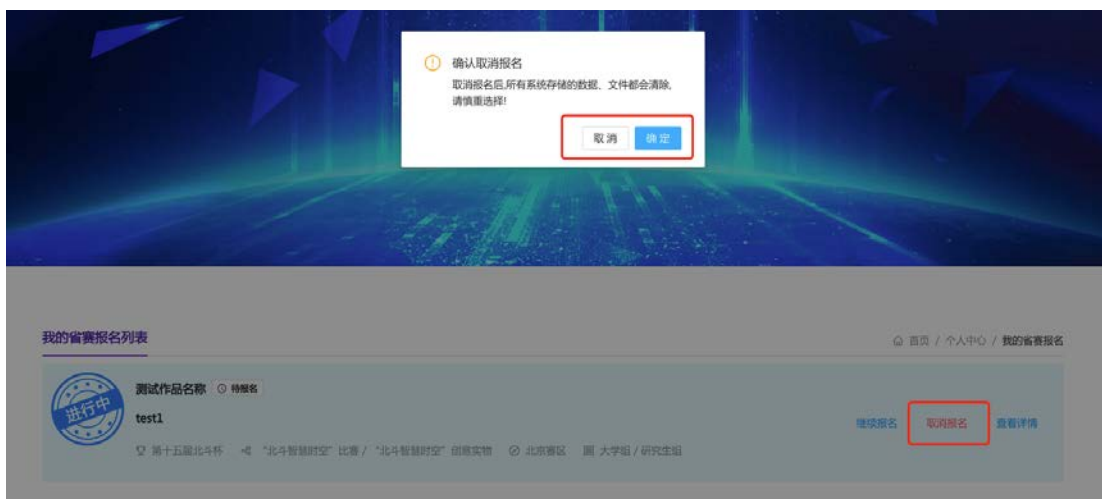 确认取消报名
取消报名后,所有系统存储的数据、文件都会清除,
请慎重选择!
取 消 确 定
我的省赛报名列表
首页 / 个人中心 / 我的省赛报名
进行中
测试作品名称 待报名
test1
继续报名 取消报名 查看详情
第十五届北斗杯 “北斗智慧时空” 比赛 / “北斗智慧时空” 创意实物 北京赛区 大学组 / 研究生组